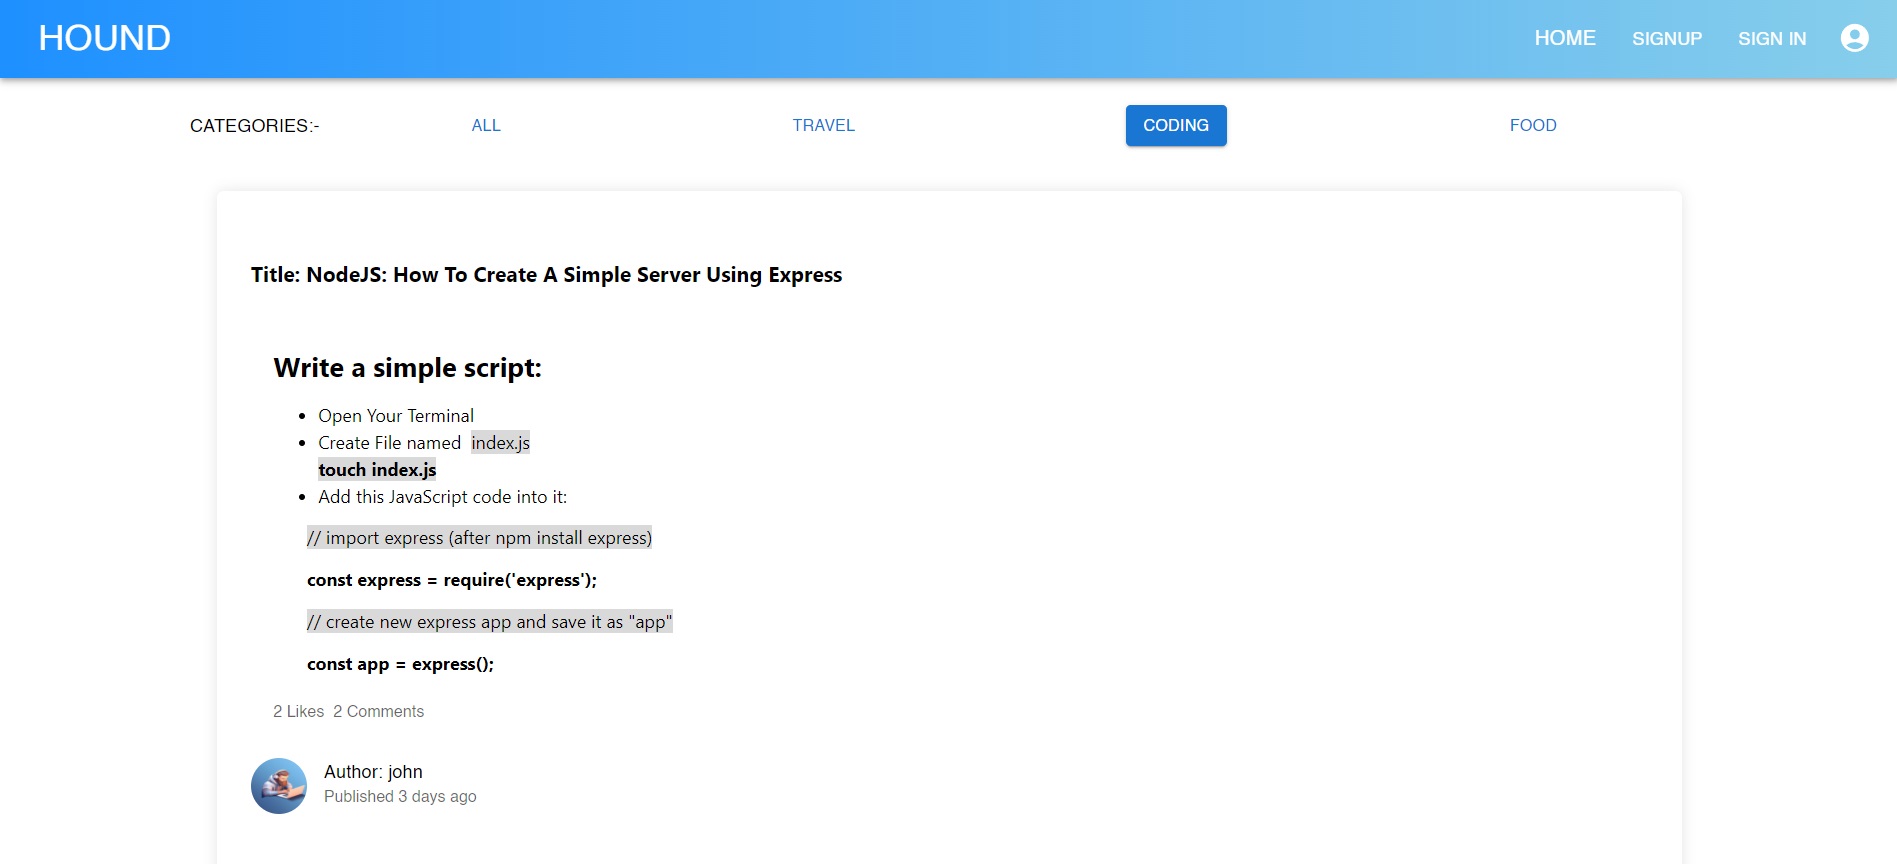 HOUND
HOME SIGNUP SIGN IN
CATEGORIES:- ALL TRAVEL CODING FOOD
Title: NodeJS: How To Create A Simple Server Using Express
Write a simple script:
• Open Your Terminal
• Create File named index.js
touch index.js
• Add this JavaScript code into it:
// import express (after npm install express)
const express = require('express');
// create new express app and save it as "app"
const app = express();
2 Likes 2 Comments
Author: john
Published 3 days ago